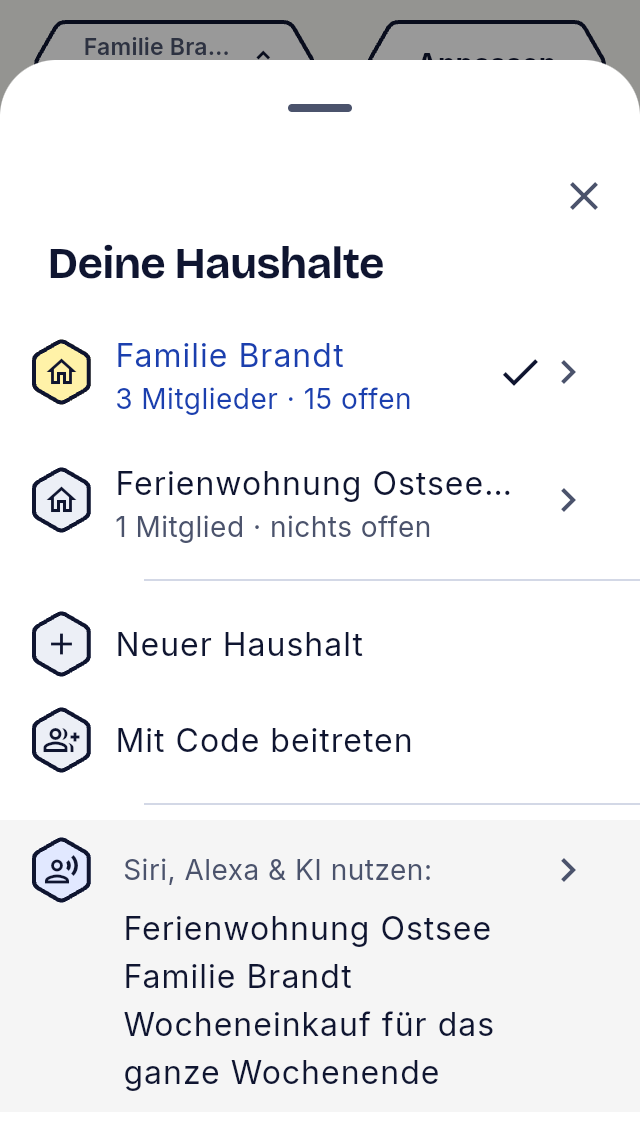 Familie Bra...
Deine Haushalte
Familie Brandt
3 Mitglieder · 15 offen
Ferienwohnung Ostsee...
1 Mitglied · nichts offen
Neuer Haushalt
Mit Code beitreten
Siri, Alexa & KI nutzen:
Ferienwohnung Ostsee
Familie Brandt
Wocheneinkauf für das
ganze Wochenende